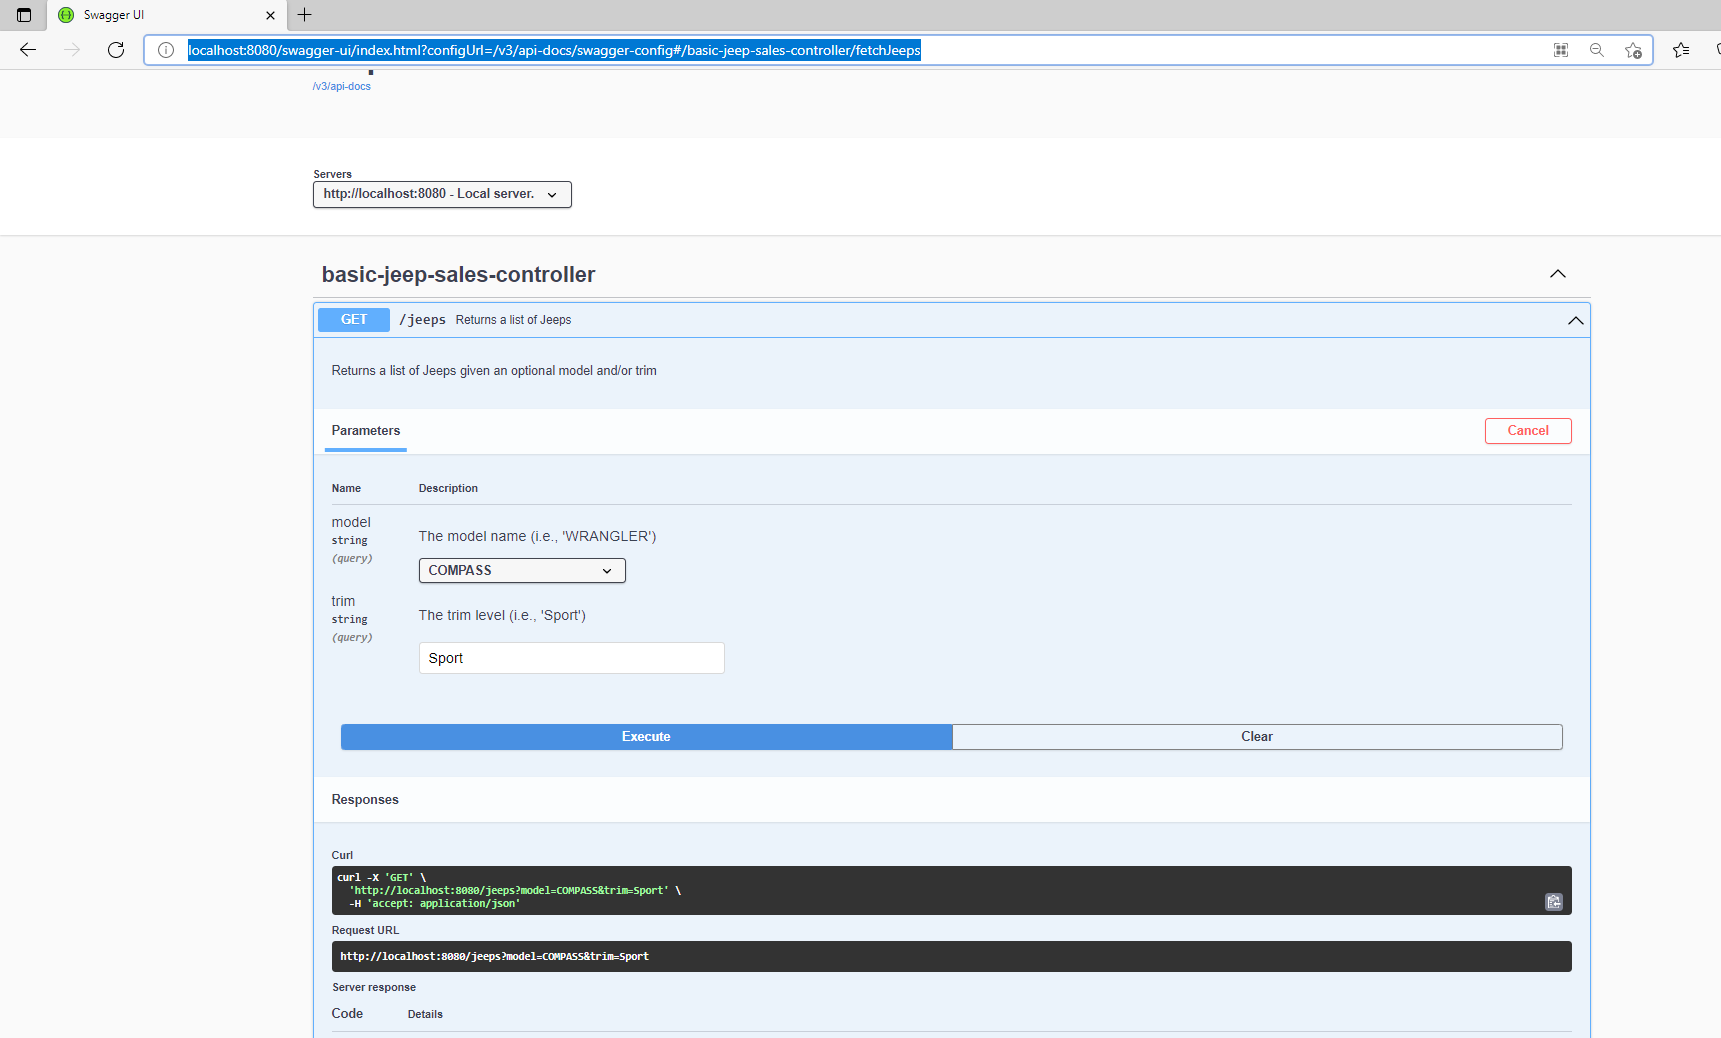 Swagger UI
localhost:8080/swagger-ui/index.html?configUrl=/v3/api-docs/swagger-config#/basic-jeep-sales-controller/fetchJeeps
/v3/api-docs
Servers
http://localhost:8080 - Local server.
basic-jeep-sales-controller
GET /jeeps Returns a list of Jeeps
Returns a list of Jeeps given an optional model and/or trim
Parameters
Cancel
Name Description
model
string
(query)
The model name (i.e., 'WRANGLER')
COMPASS
trim
string
(query)
The trim level (i.e., 'Sport')
Sport
Execute Clear
Responses
Curl
curl -X 'GET' \
'http://localhost:8080/jeeps?model=COMPASS&trim=Sport' \
-H 'accept: application/json'
Request URL
http://localhost:8080/jeeps?model=COMPASS&trim=Sport
Server response
Code Details